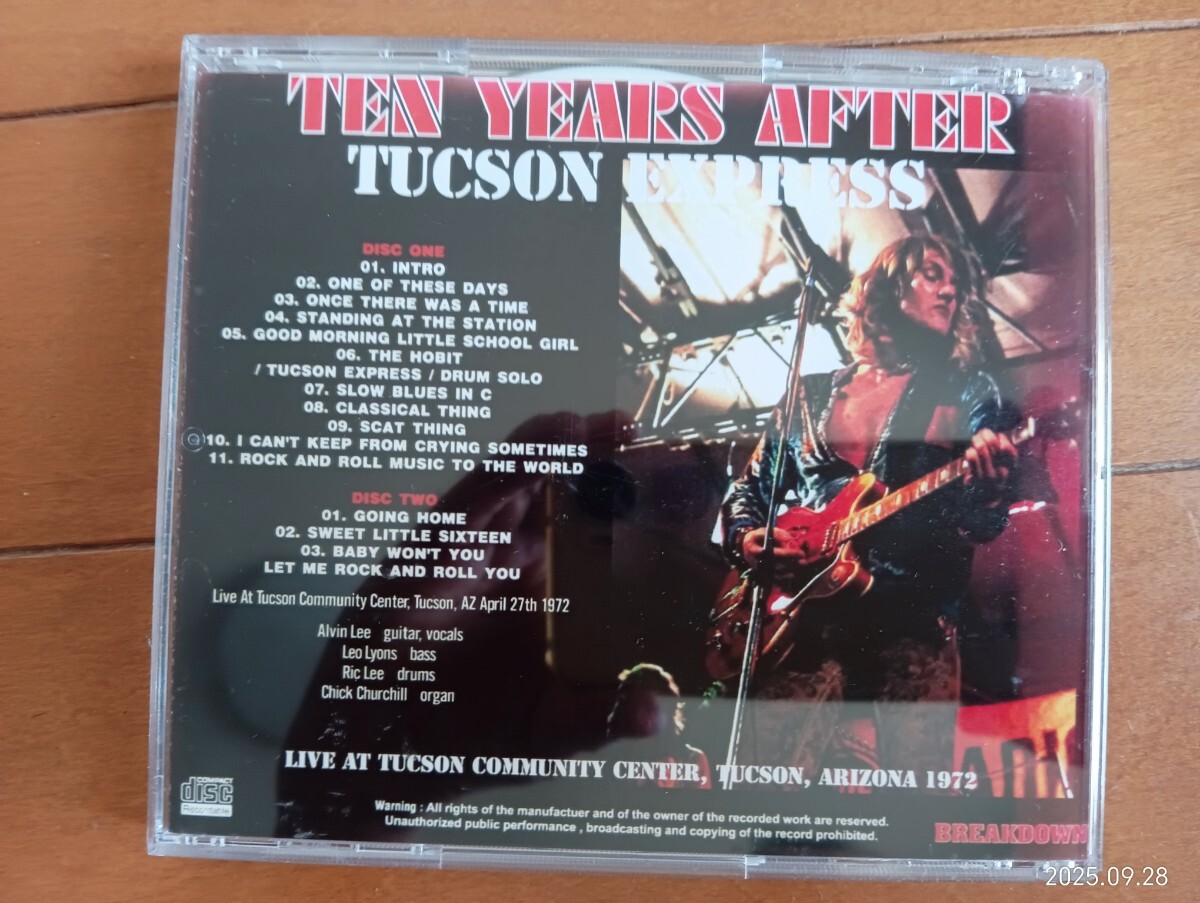 TEN YEARS AFTER
TUCSON EXPRESS
DISC ONE
01. INTRO
02. ONE OF THESE DAYS
03. ONCE THERE WAS A TIME
04. STANDING AT THE STATION
05. GOOD MORNING LITTLE SCHOOL GIRL
06. THE HOBIT
/ TUCSON EXPRESS / DRUM SOLO
07. SLOW BLUES IN C
08. CLASSICAL THING
09. SCAT THING
10. I CAN'T KEEP FROM CRYING SOMETIMES
11. ROCK AND ROLL MUSIC TO THE WORLD
DISC TWO
01. GOING HOME
02. SWEET LITTLE SIXTEEN
03. BABY WON'T YOU
LET ME ROCK AND ROLL YOU
Live At Tucson Community Center, Tucson, AZ April 27th 1972
Alvin Lee guitar, vocals
Leo Lyons bass
Ric Lee drums
Chick Churchill organ
LIVE AT TUCSON COMMUNITY CENTER, TUCSON, ARIZONA 1972
COMPACT
disc
Recordable
Warning : All rights of the manufactuer and of the owner of the recorded work are reserved.
Unauthorized public performance , broadcasting and copying of the record prohibited.
BREAKDOWN
2025.09.28